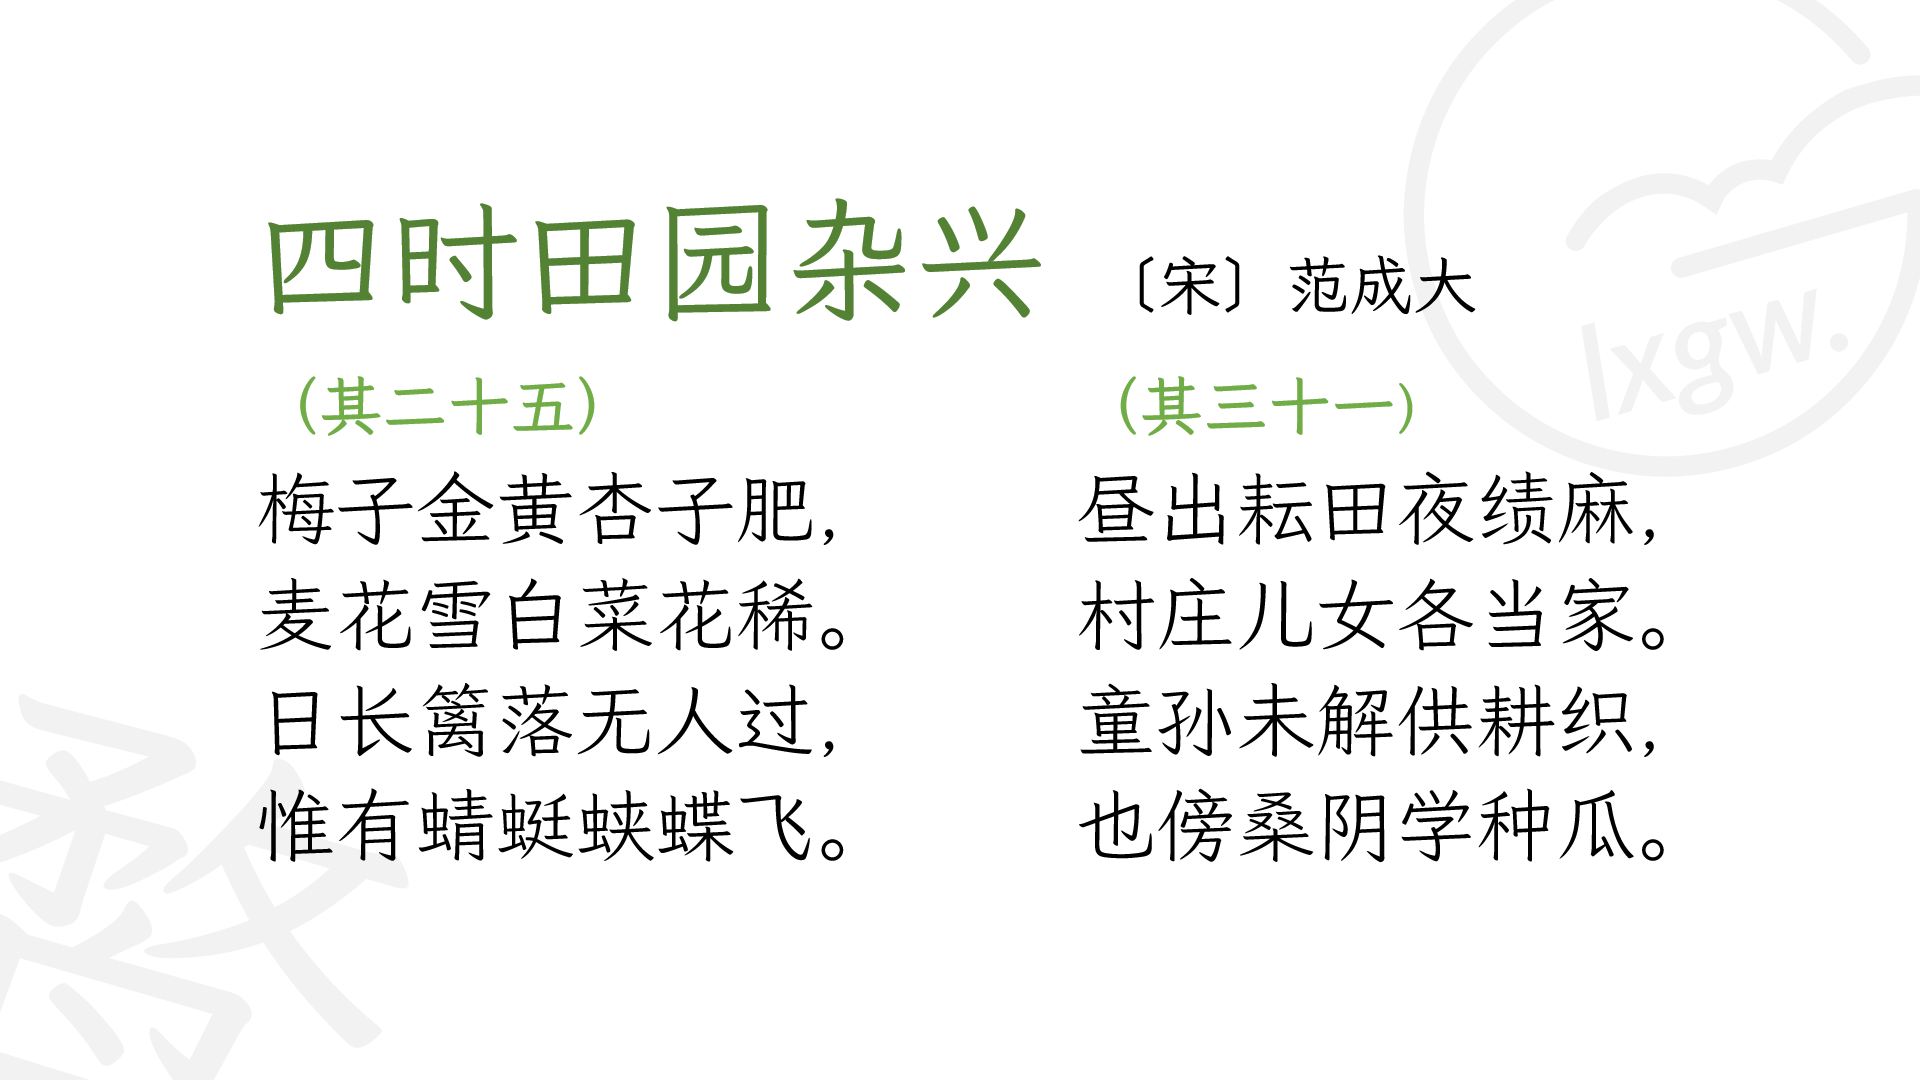 四时田园杂兴 〔宋〕范成大
（其二十五）
梅子金黄杏子肥，
麦花雪白菜花稀。
日长篱落无人过，
惟有蜻蜓蛱蝶飞。
（其三十一）
昼出耘田夜绩麻，
村庄儿女各当家。
童孙未解供耕织，
也傍桑阴学种瓜。
lxgw.